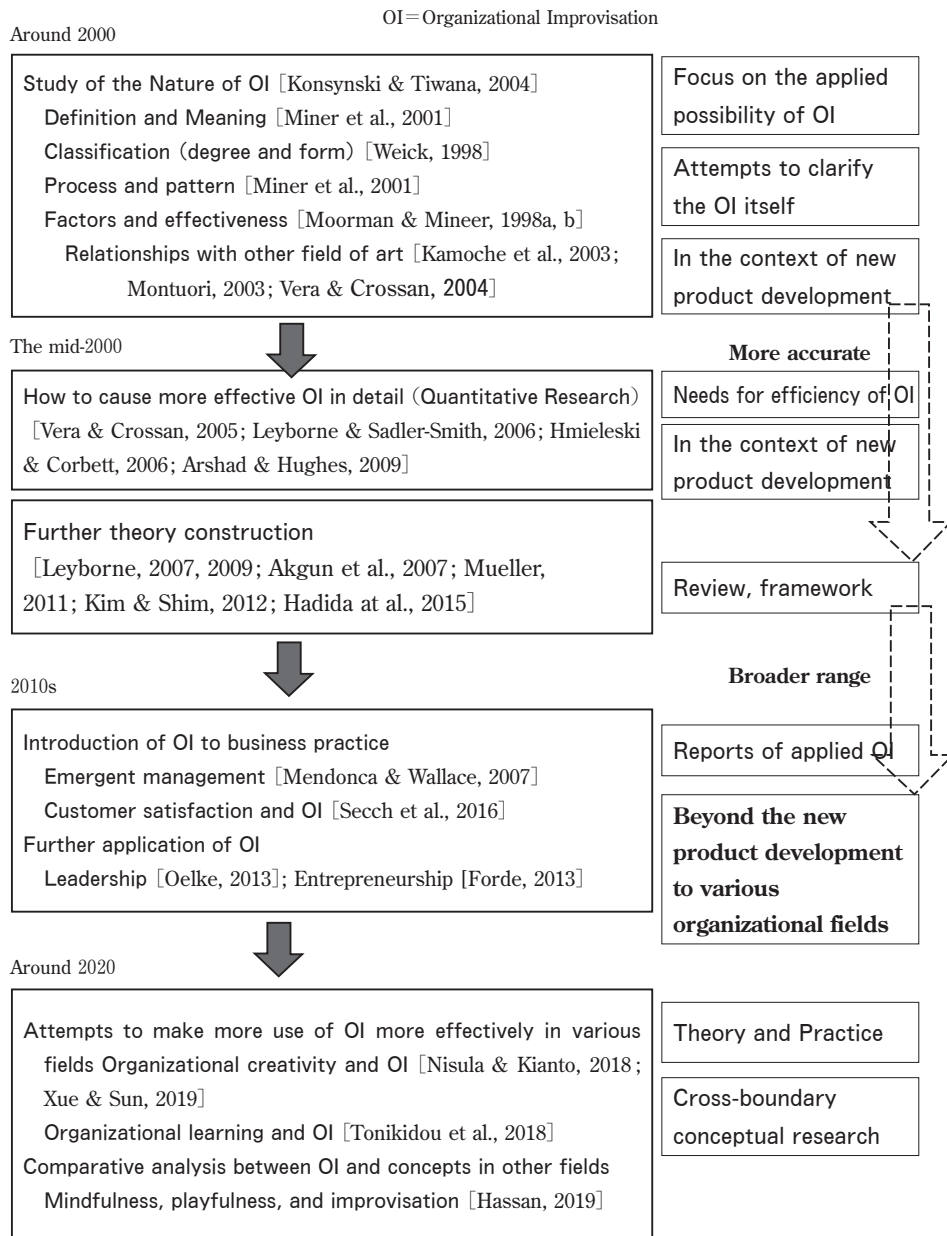 OI=Organizational Improvisation
Around 2000
Study of the Nature of OI [Konsynski & Tiwana, 2004]
Definition and Meaning [Miner et al., 2001]
Classification (degree and form) [Weick, 1998]
Process and pattern [Miner et al., 2001]
Factors and effectiveness [Moorman & Mineer, 1998a, b]
Relationships with other field of art [Kamoche et al., 2003;
Montuori, 2003; Vera & Crossan, 2004]
Focus on the applied
possibility of OI
Attempts to clarify
the OI itself
In the context of new
product development
The mid-2000
More accurate
How to cause more effective OI in detail (Quantitative Research)
[Vera & Crossan, 2005; Leyborne & Sadler-Smith, 2006; Hmieleski
& Corbett, 2006; Arshad & Hughes, 2009]
Needs for efficiency of OI
In the context of new
product development
Further theory construction
[Leyborne, 2007, 2009; Akgun et al., 2007; Mueller,
2011; Kim & Shim, 2012; Hadida at al., 2015]
Review, framework
2010s
Broader range
Introduction of OI to business practice
Emergent management [Mendonca & Wallace, 2007]
Customer satisfaction and OI [Secch et al., 2016]
Further application of OI
Leadership [Oelke, 2013]; Entrepreneurship [Forde, 2013]
Reports of applied OI
Beyond the new
product development
to various
organizational fields
Around 2020
Attempts to make more use of OI more effectively in various
fields Organizational creativity and OI [Nisula & Kianto, 2018;
Xue & Sun, 2019]
Organizational learning and OI [Tonikidou et al., 2018]
Comparative analysis between OI and concepts in other fields
Mindfulness, playfulness, and improvisation [Hassan, 2019]
Theory and Practice
Cross-boundary
conceptual research